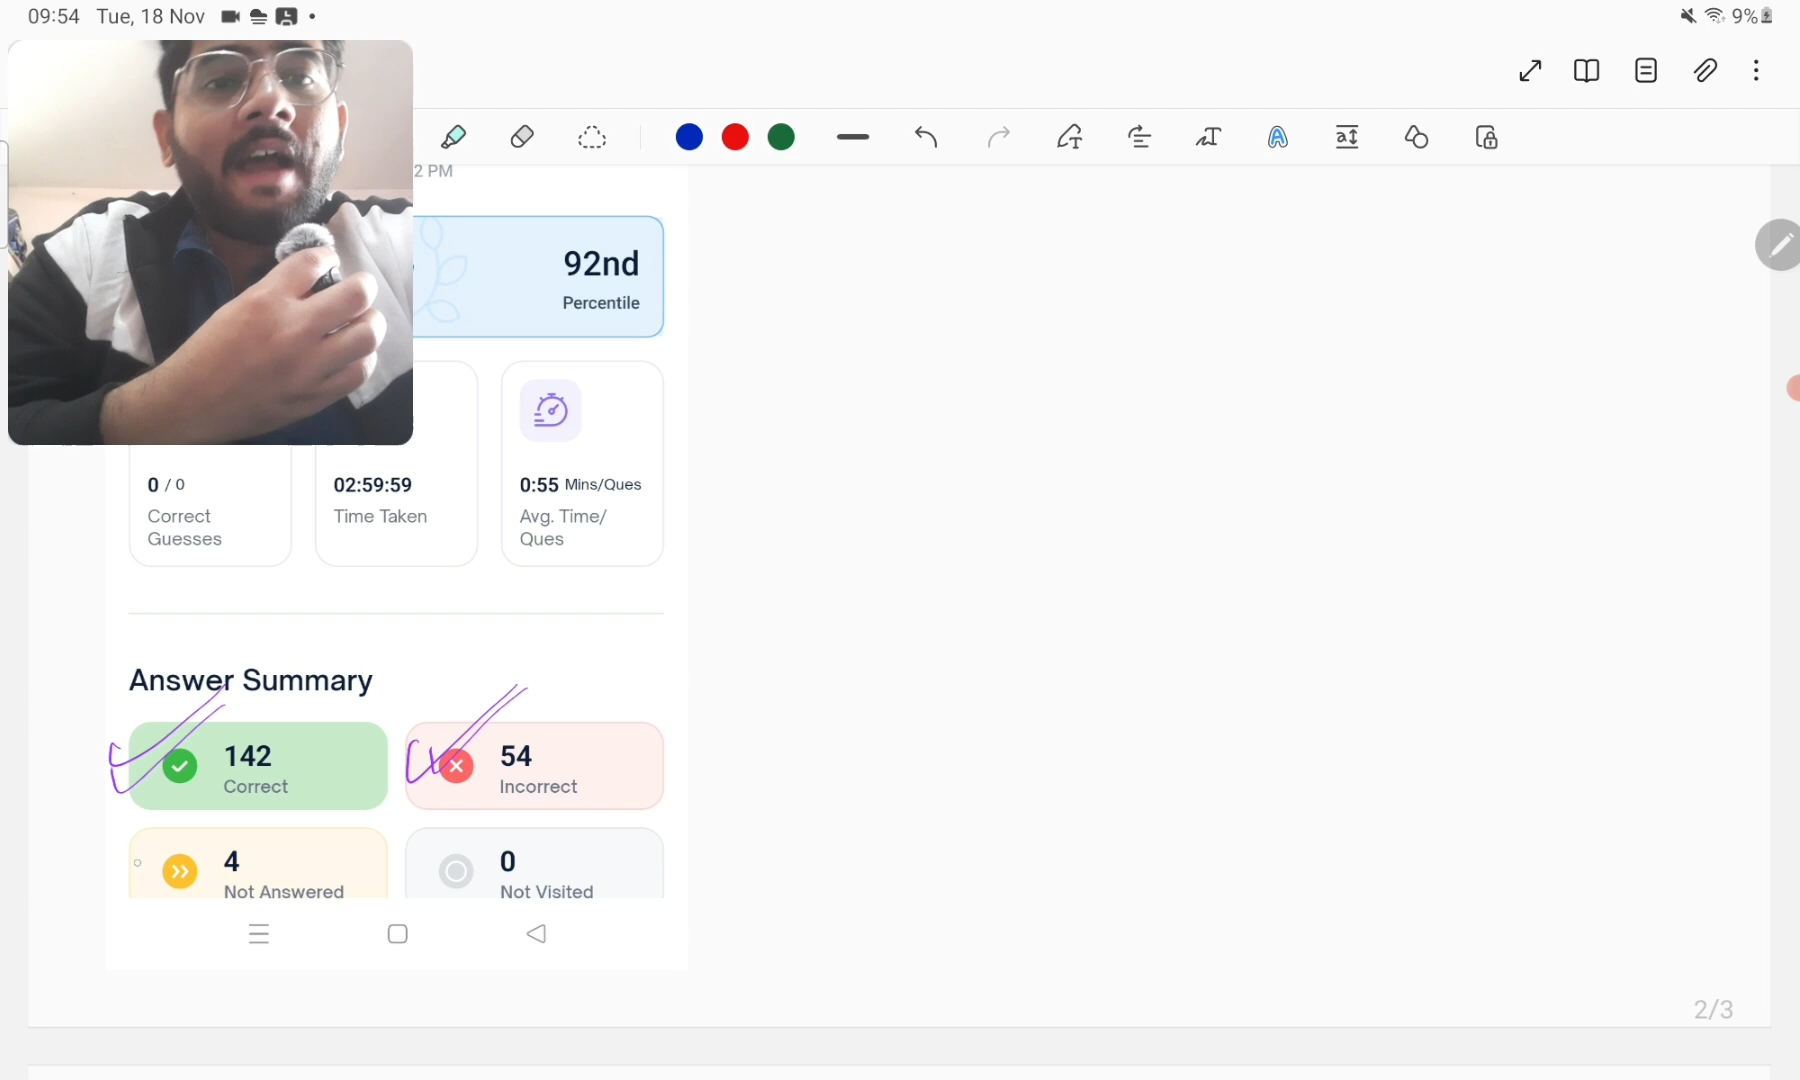 09:54 Tue, 18 Nov
9%
2 PM
92nd
Percentile
0 / 0
Correct
Guesses
02:59:59
Time Taken
0:55 Mins/Ques
Avg. Time/
Ques
Answer Summary
142
Correct
54
Incorrect
4
Not Answered
0
Not Visited
2/3